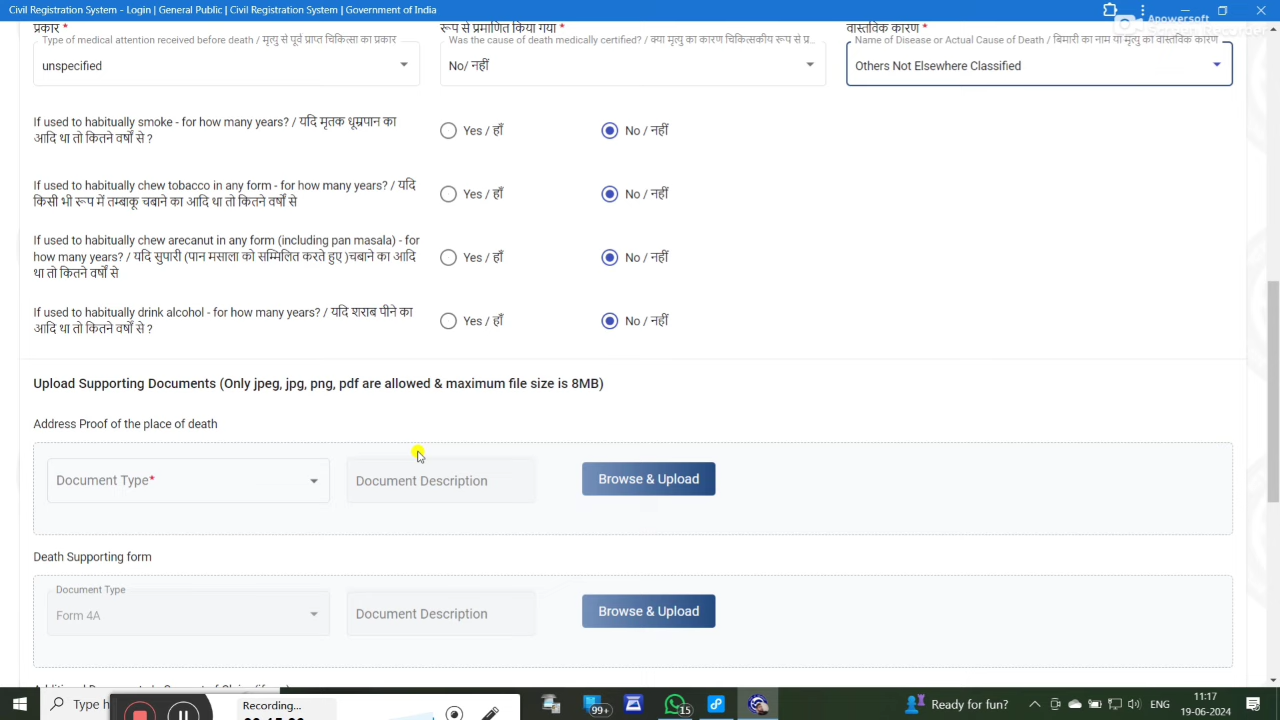 Civil Registration System - Login | General Public | Civil Registration System | Government of India
Apowersoft
प्रकार *
रूप से प्रमाणित किया गया *
वास्तविक कारण *
Type of medical attention received before death / मृत्यु से पूर्व प्राप्त चिकित्सा का प्रकार
Was the cause of death medically certified? / क्या मृत्यु का कारण चिकित्सकीय रूप से प्र...
Name of Disease or Actual Cause of Death / बिमारी का नाम या मृत्यु का वास्तविक कारण
unspecified
No/ नहीं
Others Not Elsewhere Classified
If used to habitually smoke - for how many years? / यदि मृतक धूम्रपान का
आदि था तो कितने वर्षों से ?
Yes / हाँ
No / नहीं
If used to habitually chew tobacco in any form - for how many years? / यदि
किसी भी रूप में तम्बाकू चबाने का आदि था तो कितने वर्षों से
Yes / हाँ
No / नहीं
If used to habitually chew arecanut in any form (including pan masala) - for
how many years? / यदि सुपारी (पान मसाला को सम्मिलित करते हुए )चबाने का आदि
था तो कितने वर्षों से
Yes / हाँ
No / नहीं
If used to habitually drink alcohol - for how many years? / यदि शराब पीने का
आदि था तो कितने वर्षों से ?
Yes / हाँ
No / नहीं
Upload Supporting Documents (Only jpeg, jpg, png, pdf are allowed & maximum file size is 8MB)
Address Proof of the place of death
Document Type*
Document Description
Browse & Upload
Death Supporting form
Document Type
Form 4A
Document Description
Browse & Upload
Type h
Recording...
99+
15
Ready for fun?
ENG
11:17
19-06-2024